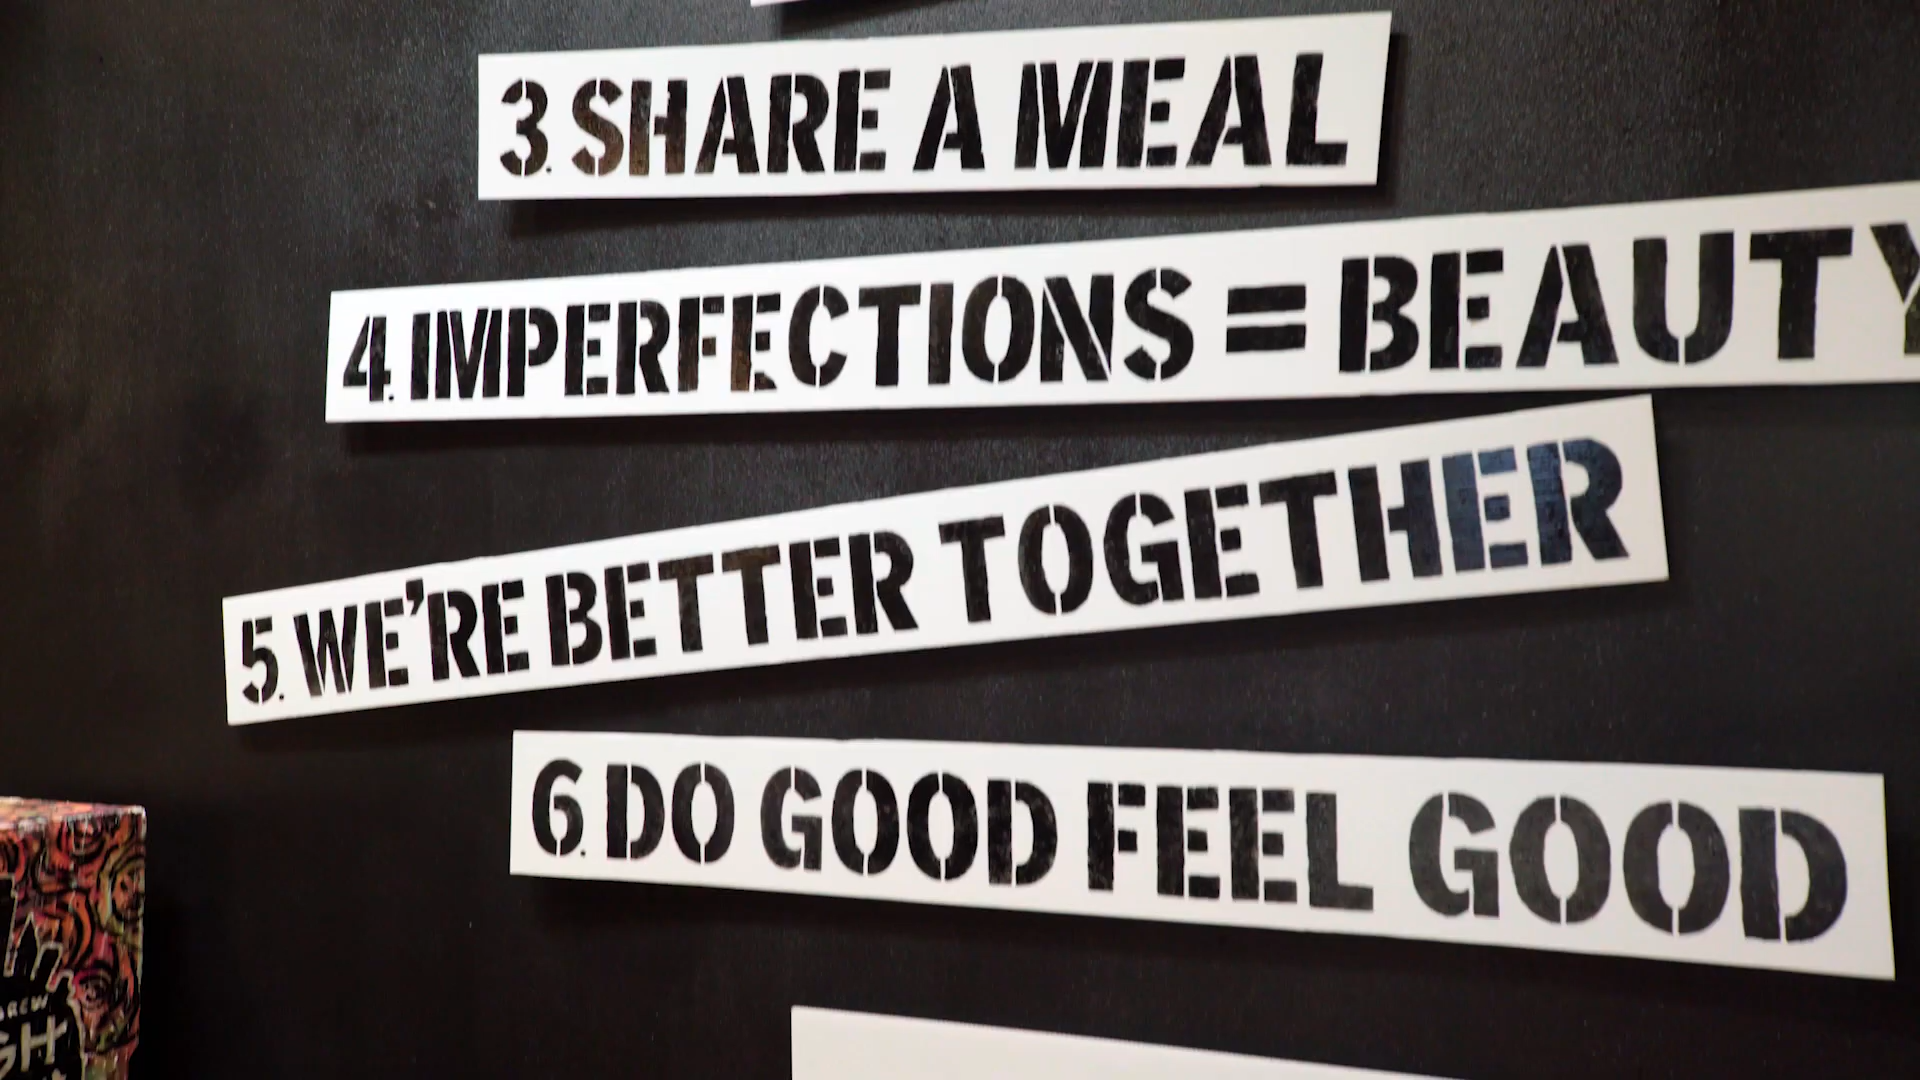 3. SHARE A MEAL
4. IMPERFECTIONS = BEAUTY
5. WE'RE BETTER TOGETHER
6. DO GOOD FEEL GOOD